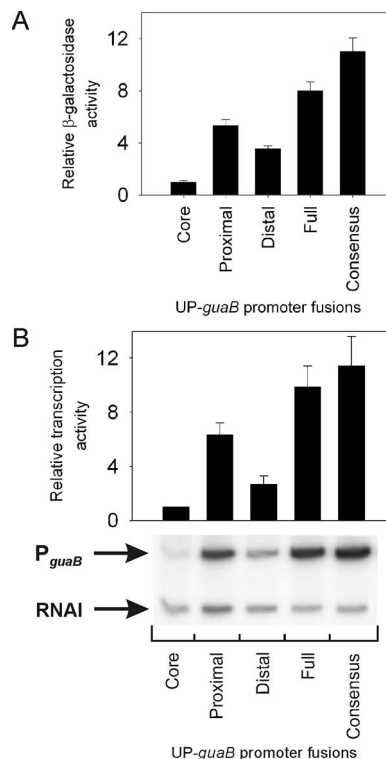 A
Relative β-galactosidase
activity
12
8
4
0
Core
Proximal
Distal
Full
Consensus
UP-guaB promoter fusions
B
Relative transcription
activity
12
8
4
0
PguaB
RNAI
Core
Proximal
Distal
Full
Consensus
UP-guaB promoter fusions